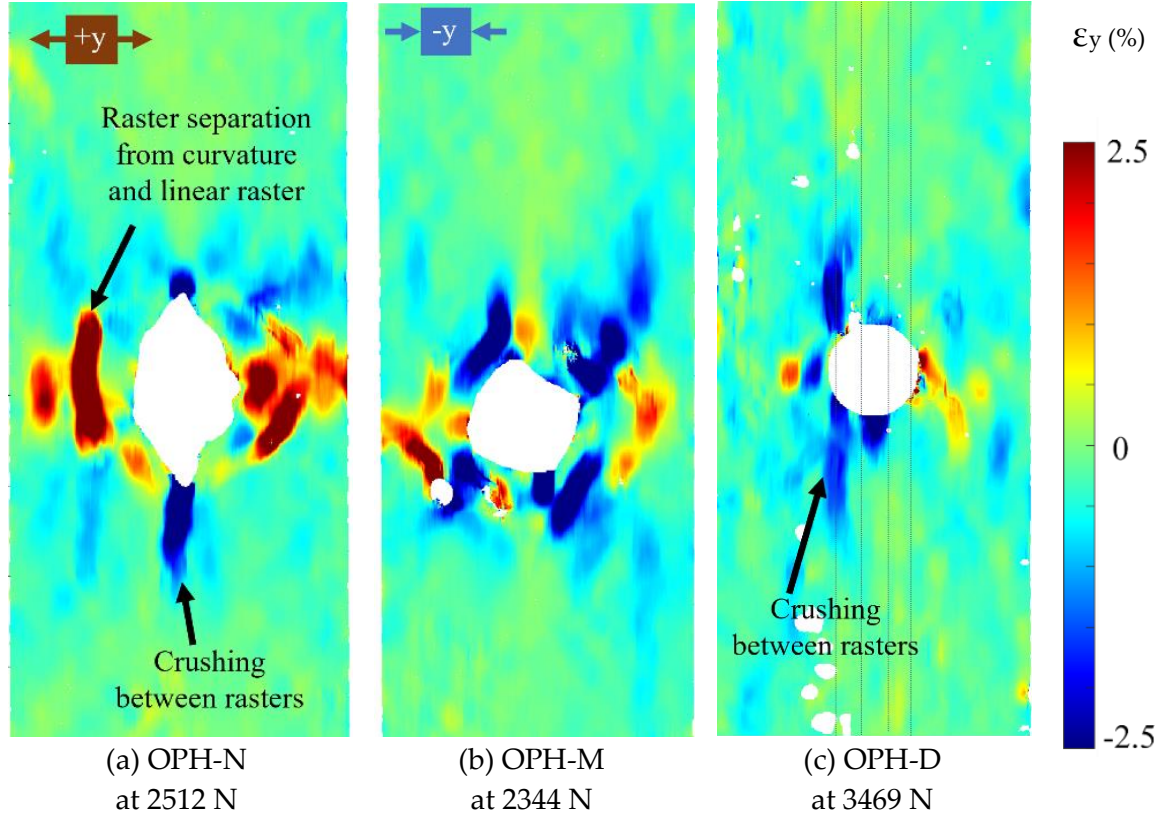 +y
-y
εy (%)
Raster separation
from curvature
and linear raster
2.5
0
-2.5
Crushing
between rasters
Crushing
between rasters
(a) OPH-N
at 2512 N
(b) OPH-M
at 2344 N
(c) OPH-D
at 3469 N